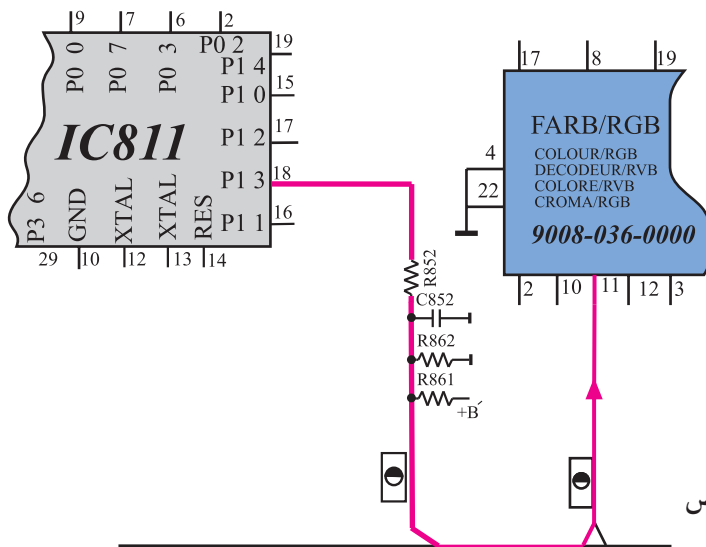 9
7
6
2
P0 0
P0 7
P0 3
P0 2
19
P1 4
15
P1 0
17
P1 2
IC811
18
P1 3
16
P1 1
P3 6
GND
XTAL
XTAL
RES
29
10
12
13
14
R852
C852
R862
R861
+B´
17
8
19
FARB/RGB
4
COLOUR/RGB
DECODEUR/RVB
22
COLORE/RVB
CROMA/RGB
9008-036-0000
2
10
11
12
3